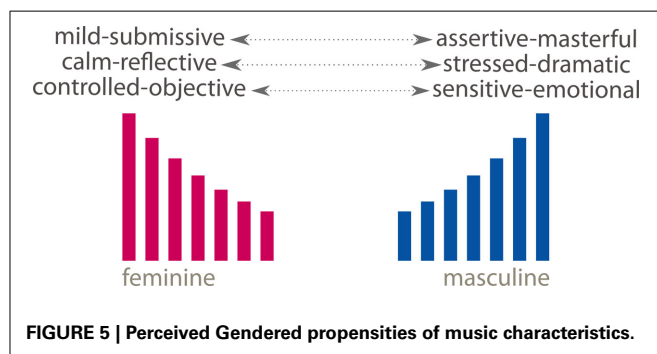 mild-submissive assertive-masterful
calm-reflective stressed-dramatic
controlled-objective sensitive-emotional
feminine masculine
FIGURE 5 | Perceived Gendered propensities of music characteristics.